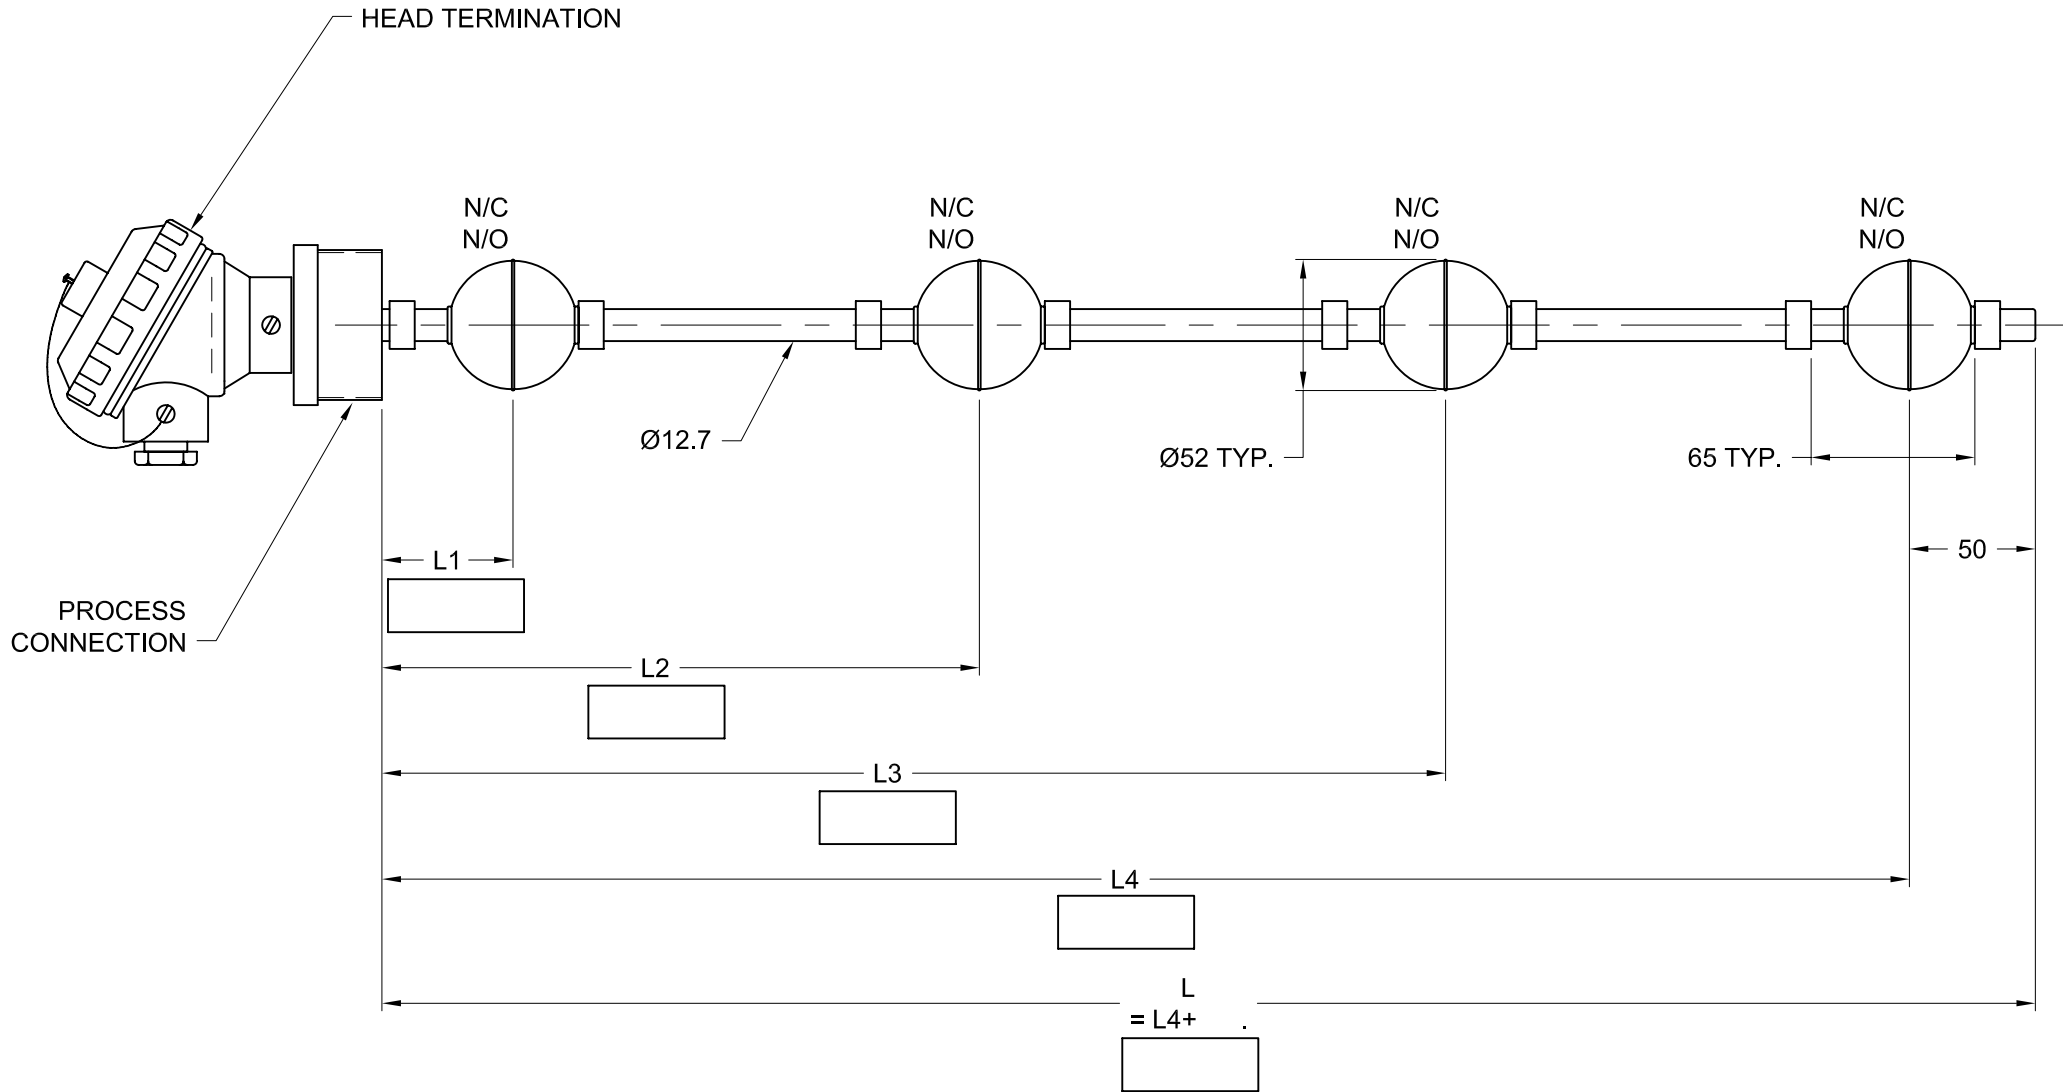 HEAD TERMINATION
N/C
N/O
N/C
N/O
N/C
N/O
N/C
N/O
Ø12.7
Ø52 TYP.
65 TYP.
50
L1
PROCESS
CONNECTION
L2
L3
L4
L
= L4+ .